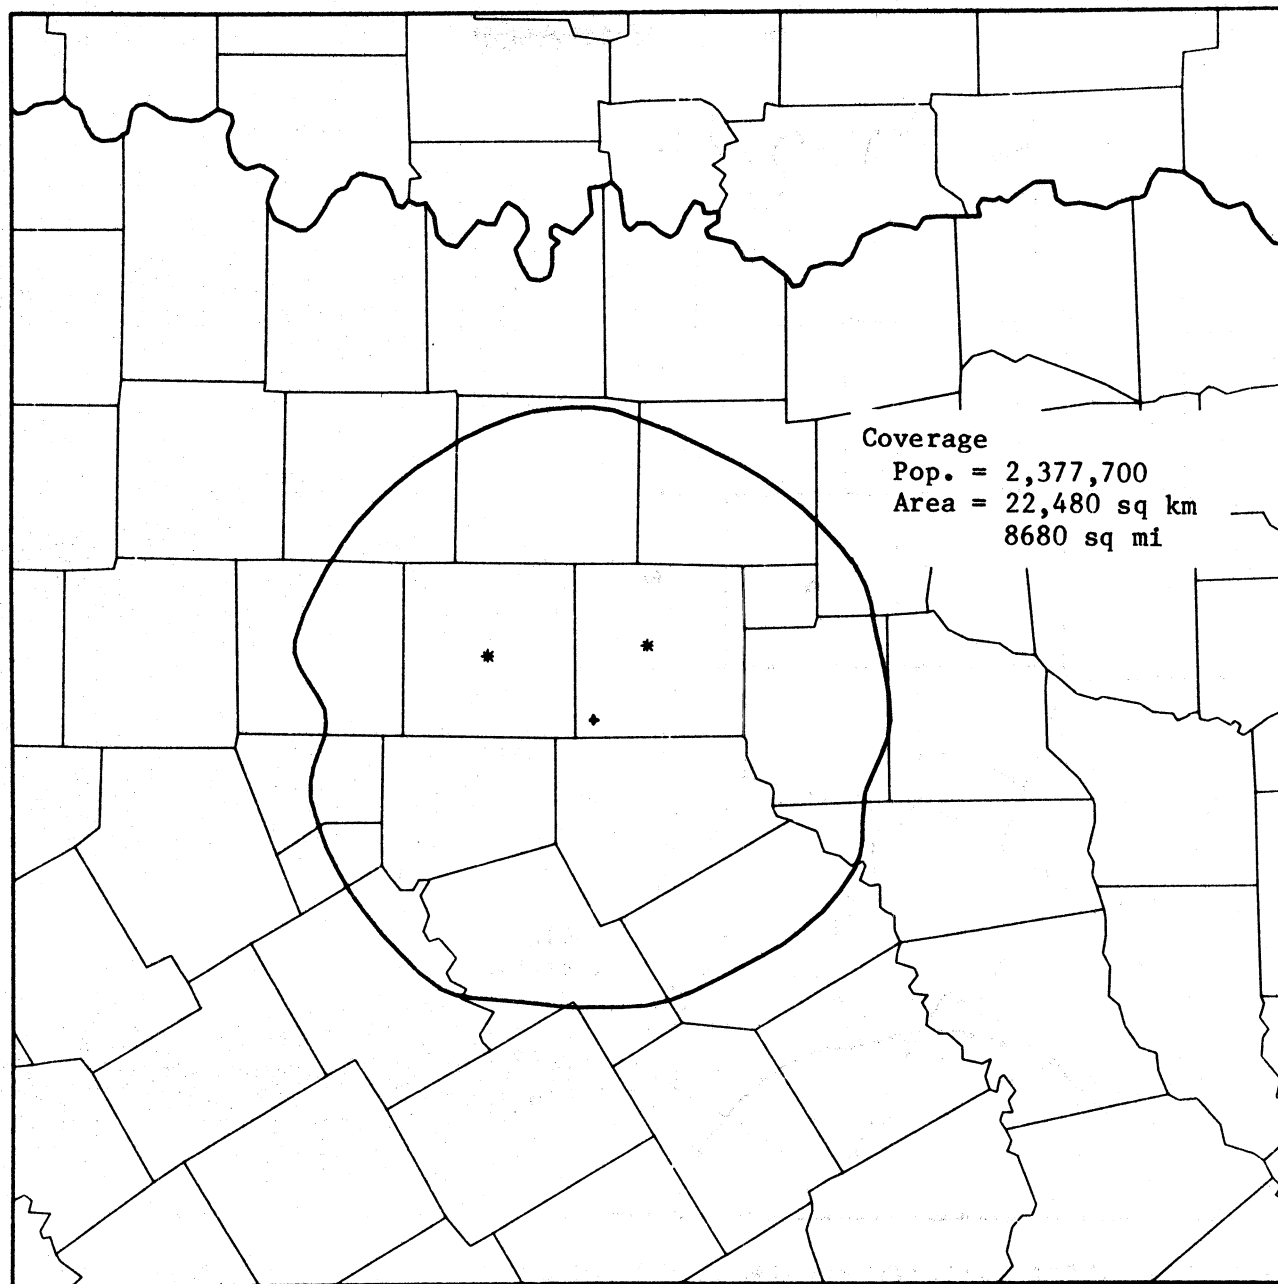 Coverage
Pop. = 2,377,700
Area = 22,480 sq km
8680 sq mi